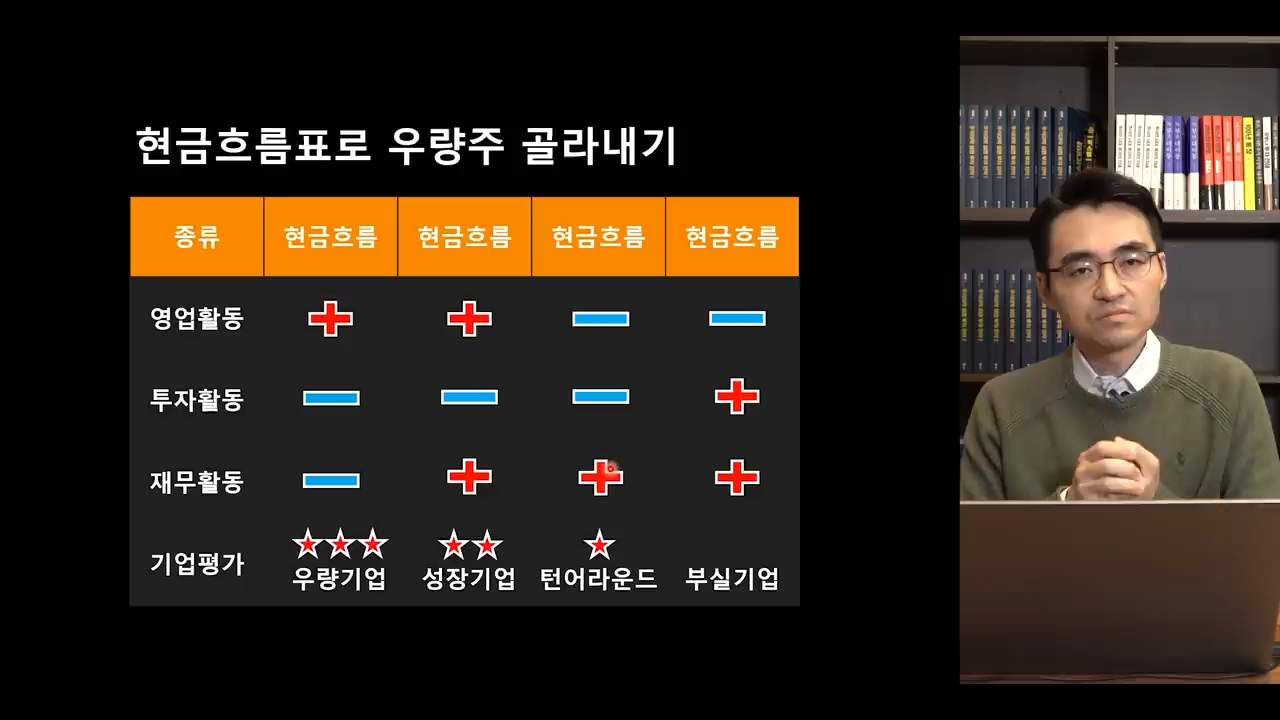 현금흐름표로 우량주 골라내기
종류 현금흐름 현금흐름 현금흐름 현금흐름
영업활동
투자활동
재무활동
기업평가
우량기업 성장기업 턴어라운드 부실기업